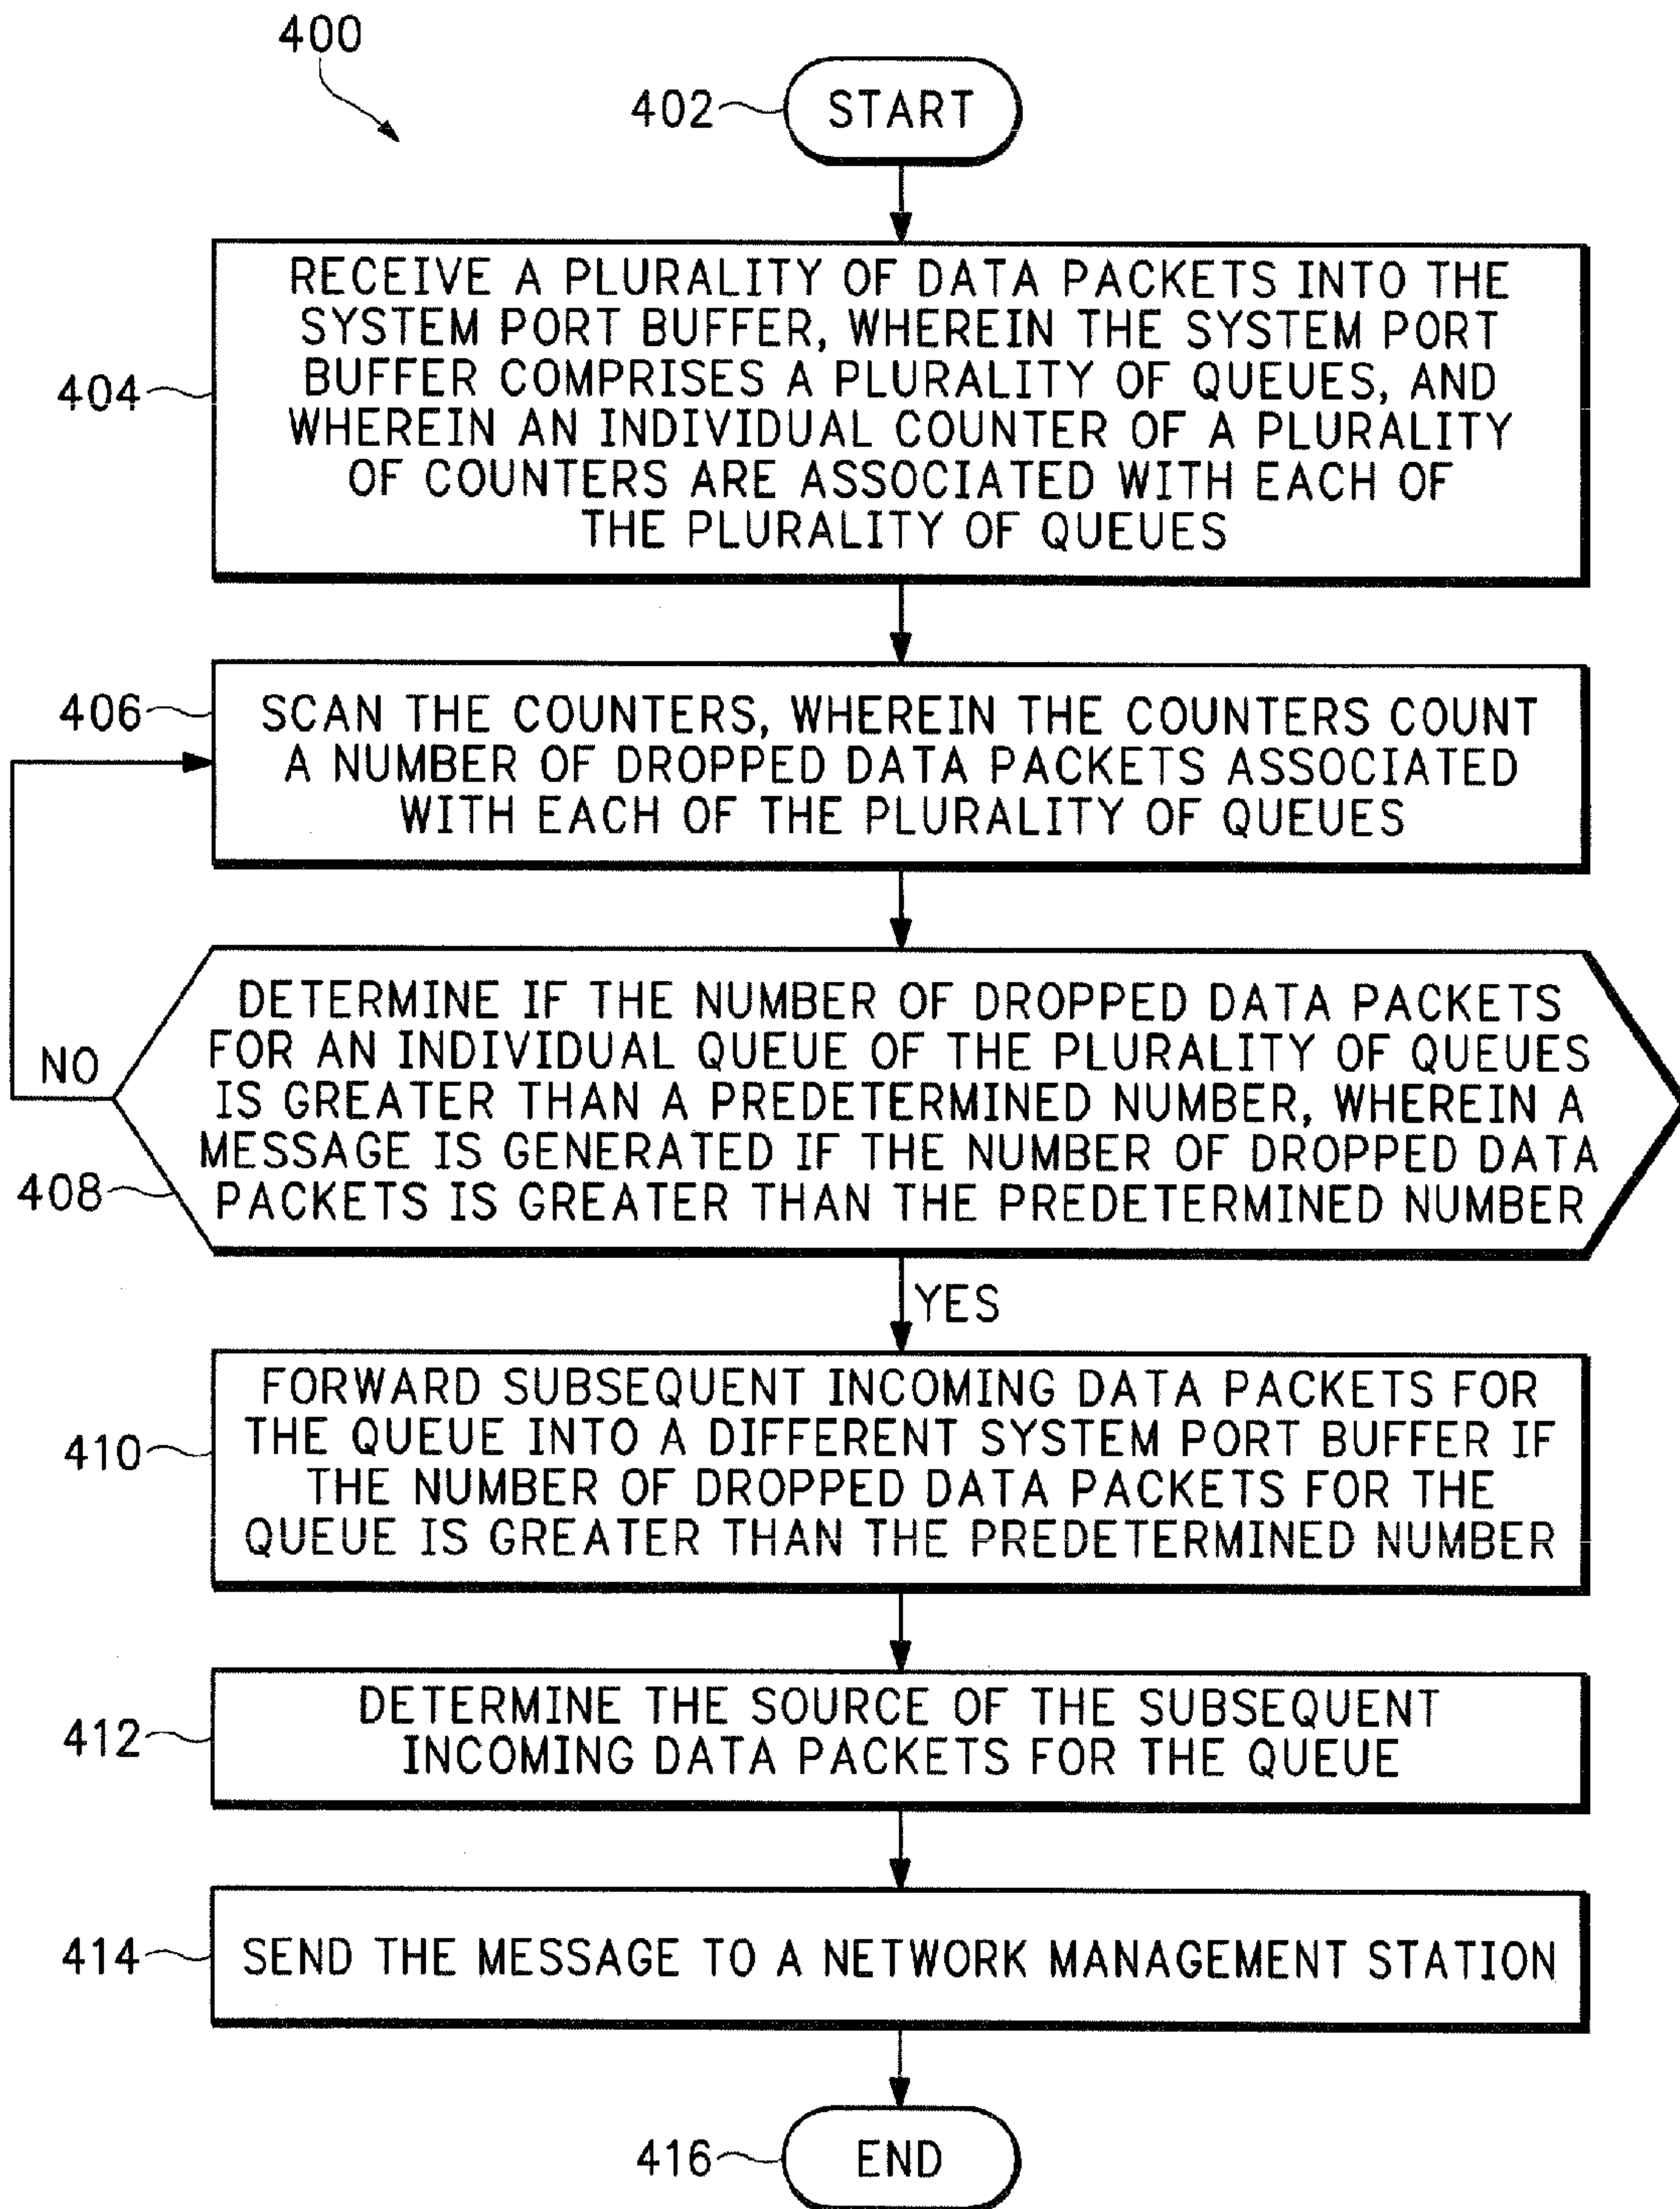 400
402
START
404
RECEIVE A PLURALITY OF DATA PACKETS INTO THE
SYSTEM PORT BUFFER, WHEREIN THE SYSTEM PORT
BUFFER COMPRISES A PLURALITY OF QUEUES, AND
WHEREIN AN INDIVIDUAL COUNTER OF A PLURALITY
OF COUNTERS ARE ASSOCIATED WITH EACH OF
THE PLURALITY OF QUEUES
406
SCAN THE COUNTERS, WHEREIN THE COUNTERS COUNT
A NUMBER OF DROPPED DATA PACKETS ASSOCIATED
WITH EACH OF THE PLURALITY OF QUEUES
NO
408
DETERMINE IF THE NUMBER OF DROPPED DATA PACKETS
FOR AN INDIVIDUAL QUEUE OF THE PLURALITY OF QUEUES
IS GREATER THAN A PREDETERMINED NUMBER, WHEREIN A
MESSAGE IS GENERATED IF THE NUMBER OF DROPPED DATA
PACKETS IS GREATER THAN THE PREDETERMINED NUMBER
YES
410
FORWARD SUBSEQUENT INCOMING DATA PACKETS FOR
THE QUEUE INTO A DIFFERENT SYSTEM PORT BUFFER IF
THE NUMBER OF DROPPED DATA PACKETS FOR THE
QUEUE IS GREATER THAN THE PREDETERMINED NUMBER
412
DETERMINE THE SOURCE OF THE SUBSEQUENT
INCOMING DATA PACKETS FOR THE QUEUE
414
SEND THE MESSAGE TO A NETWORK MANAGEMENT STATION
416
END